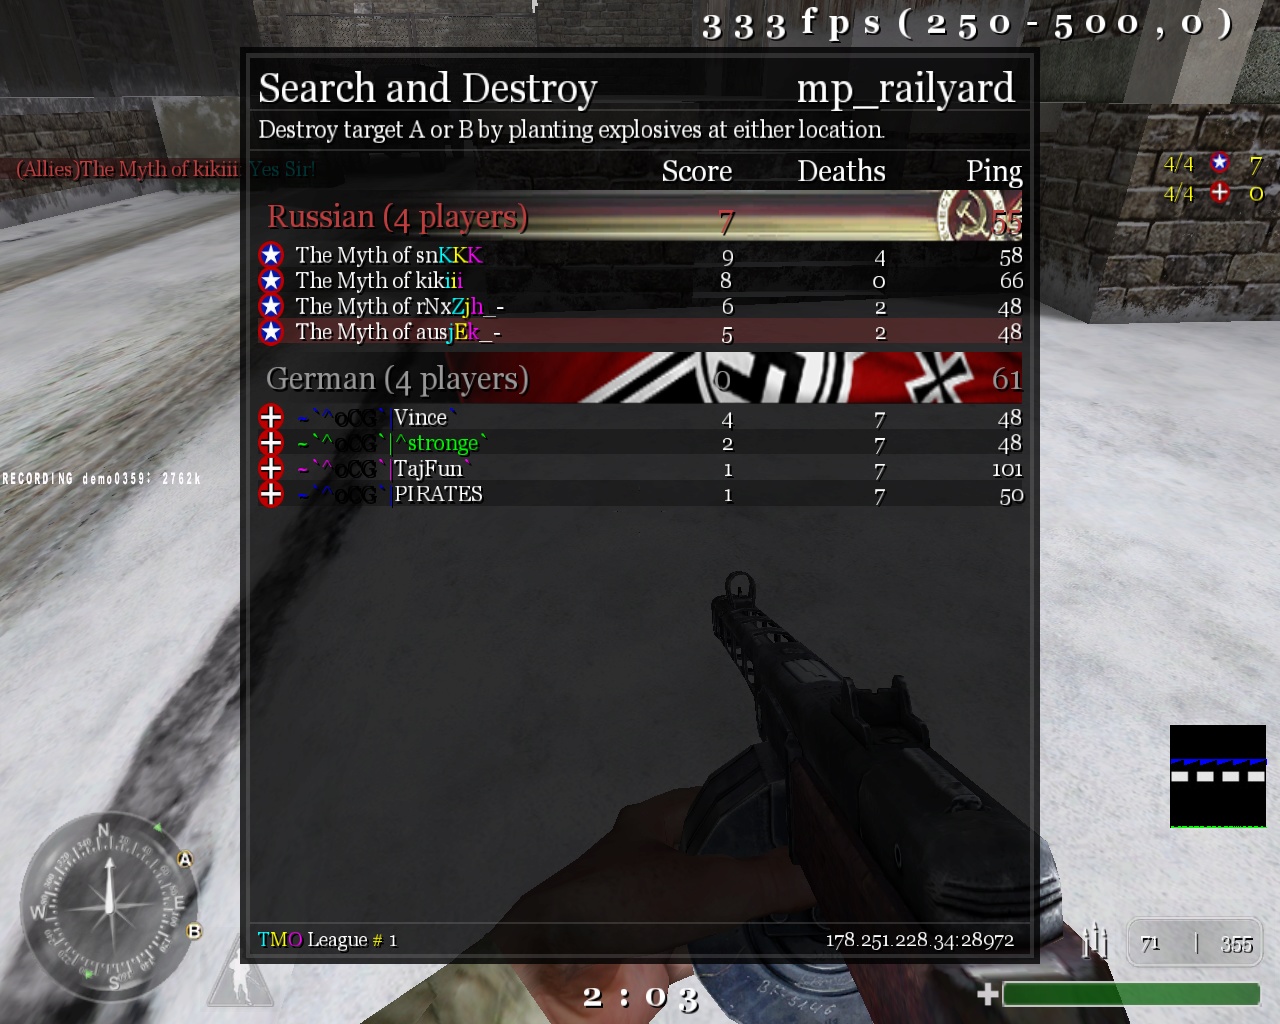 333fps(250-500,0)
Search and Destroy mp_railyard
Destroy target A or B by planting explosives at either location.
(Allies)The Myth of kikiii: Yes Sir!
4/4 7
4/4 0
Score Deaths Ping
Russian (4 players) 7 55
The Myth of snKKK 9 4 58
The Myth of kikiii 8 0 66
The Myth of rNxZjh_- 6 2 48
The Myth of ausjEk_- 5 2 48
German (4 players) 0 61
~`^oCG`|Vince` 4 7 48
~`^oCG`|^stronge` 2 7 48
~`^oCG`|TajFun` 1 7 101
~`^oCG`|PIRATES 1 7 50
RECORDING demo0359: 2762k
N
W E
S
A
B
TMO League # 1 178.251.228.34:28972
71 | 355
2:03